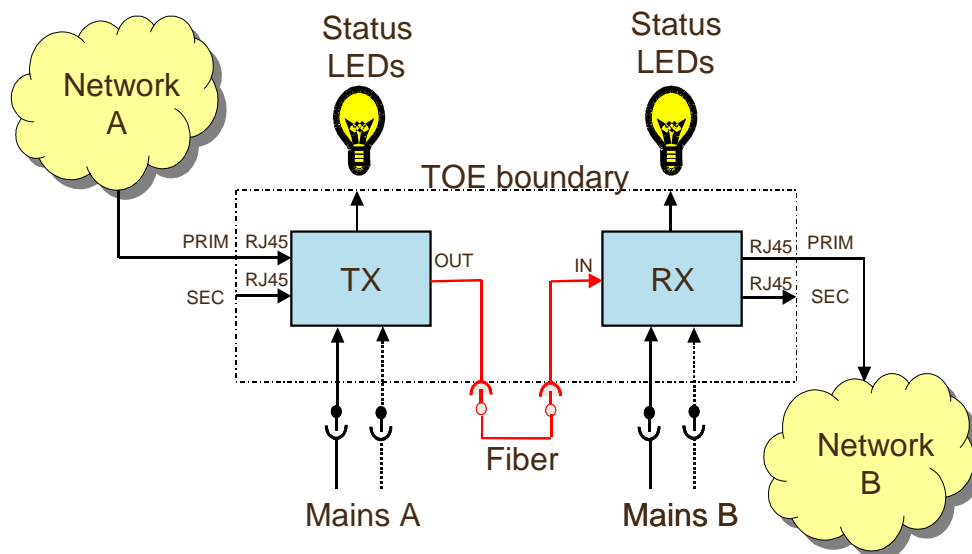 Status
LEDs
Status
LEDs
Network
A
TOE boundary
PRIM
RJ45
SEC
RJ45
TX
OUT
IN
RX
RJ45
PRIM
RJ45
SEC
Fiber
Mains A
Mains B
Network
B